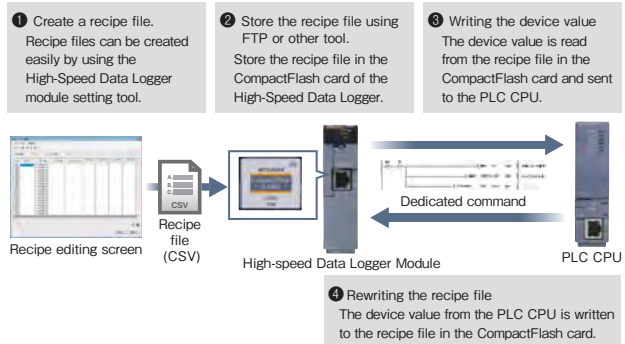 ❶ Create a recipe file.
Recipe files can be created
easily by using the
High-Speed Data Logger
module setting tool.
❷ Store the recipe file using
FTP or other tool.
Store the recipe file in the
CompactFlash card of the
High-Speed Data Logger.
❸ Writing the device value
The device value is read
from the recipe file in the
CompactFlash card and sent
to the PLC CPU.
A.
B.
C.
CSV
Recipe editing screen
Recipe
file
(CSV)
High-speed Data Logger Module
Dedicated command
PLC CPU
❹ Rewriting the recipe file
The device value from the PLC CPU is written
to the recipe file in the CompactFlash card.